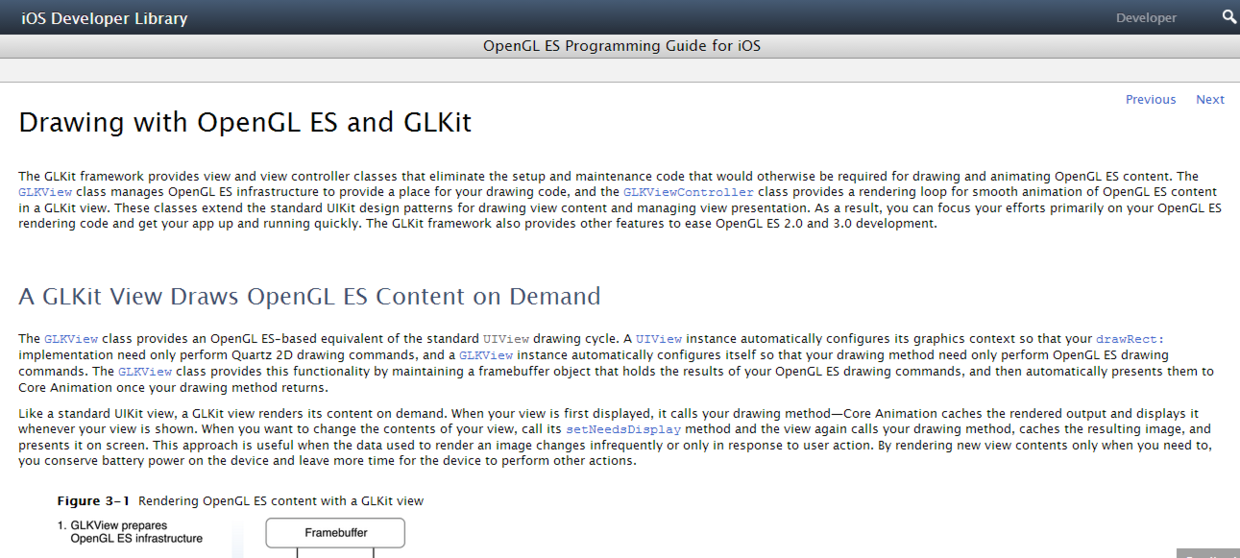 iOS Developer Library
Developer
OpenGL ES Programming Guide for iOS
Previous Next
Drawing with OpenGL ES and GLKit
The GLKit framework provides view and view controller classes that eliminate the setup and maintenance code that would otherwise be required for drawing and animating OpenGL ES content. The
GLKView class manages OpenGL ES infrastructure to provide a place for your drawing code, and the GLKViewController class provides a rendering loop for smooth animation of OpenGL ES content
in a GLKit view. These classes extend the standard UIKit design patterns for drawing view content and managing view presentation. As a result, you can focus your efforts primarily on your OpenGL ES
rendering code and get your app up and running quickly. The GLKit framework also provides other features to ease OpenGL ES 2.0 and 3.0 development.
A GLKit View Draws OpenGL ES Content on Demand
The GLKView class provides an OpenGL ES-based equivalent of the standard UIView drawing cycle. A UIView instance automatically configures its graphics context so that your drawRect:
implementation need only perform Quartz 2D drawing commands, and a GLKView instance automatically configures itself so that your drawing method need only perform OpenGL ES drawing
commands. The GLKView class provides this functionality by maintaining a framebuffer object that holds the results of your OpenGL ES drawing commands, and then automatically presents them to
Core Animation once your drawing method returns.
Like a standard UIKit view, a GLKit view renders its content on demand. When your view is first displayed, it calls your drawing method—Core Animation caches the rendered output and displays it
whenever your view is shown. When you want to change the contents of your view, call its setNeedsDisplay method and the view again calls your drawing method, caches the resulting image, and
presents it on screen. This approach is useful when the data used to render an image changes infrequently or only in response to user action. By rendering new view contents only when you need to,
you conserve battery power on the device and leave more time for the device to perform other actions.
Figure 3-1 Rendering OpenGL ES content with a GLKit view
1. GLKView prepares
OpenGL ES infrastructure
Framebuffer